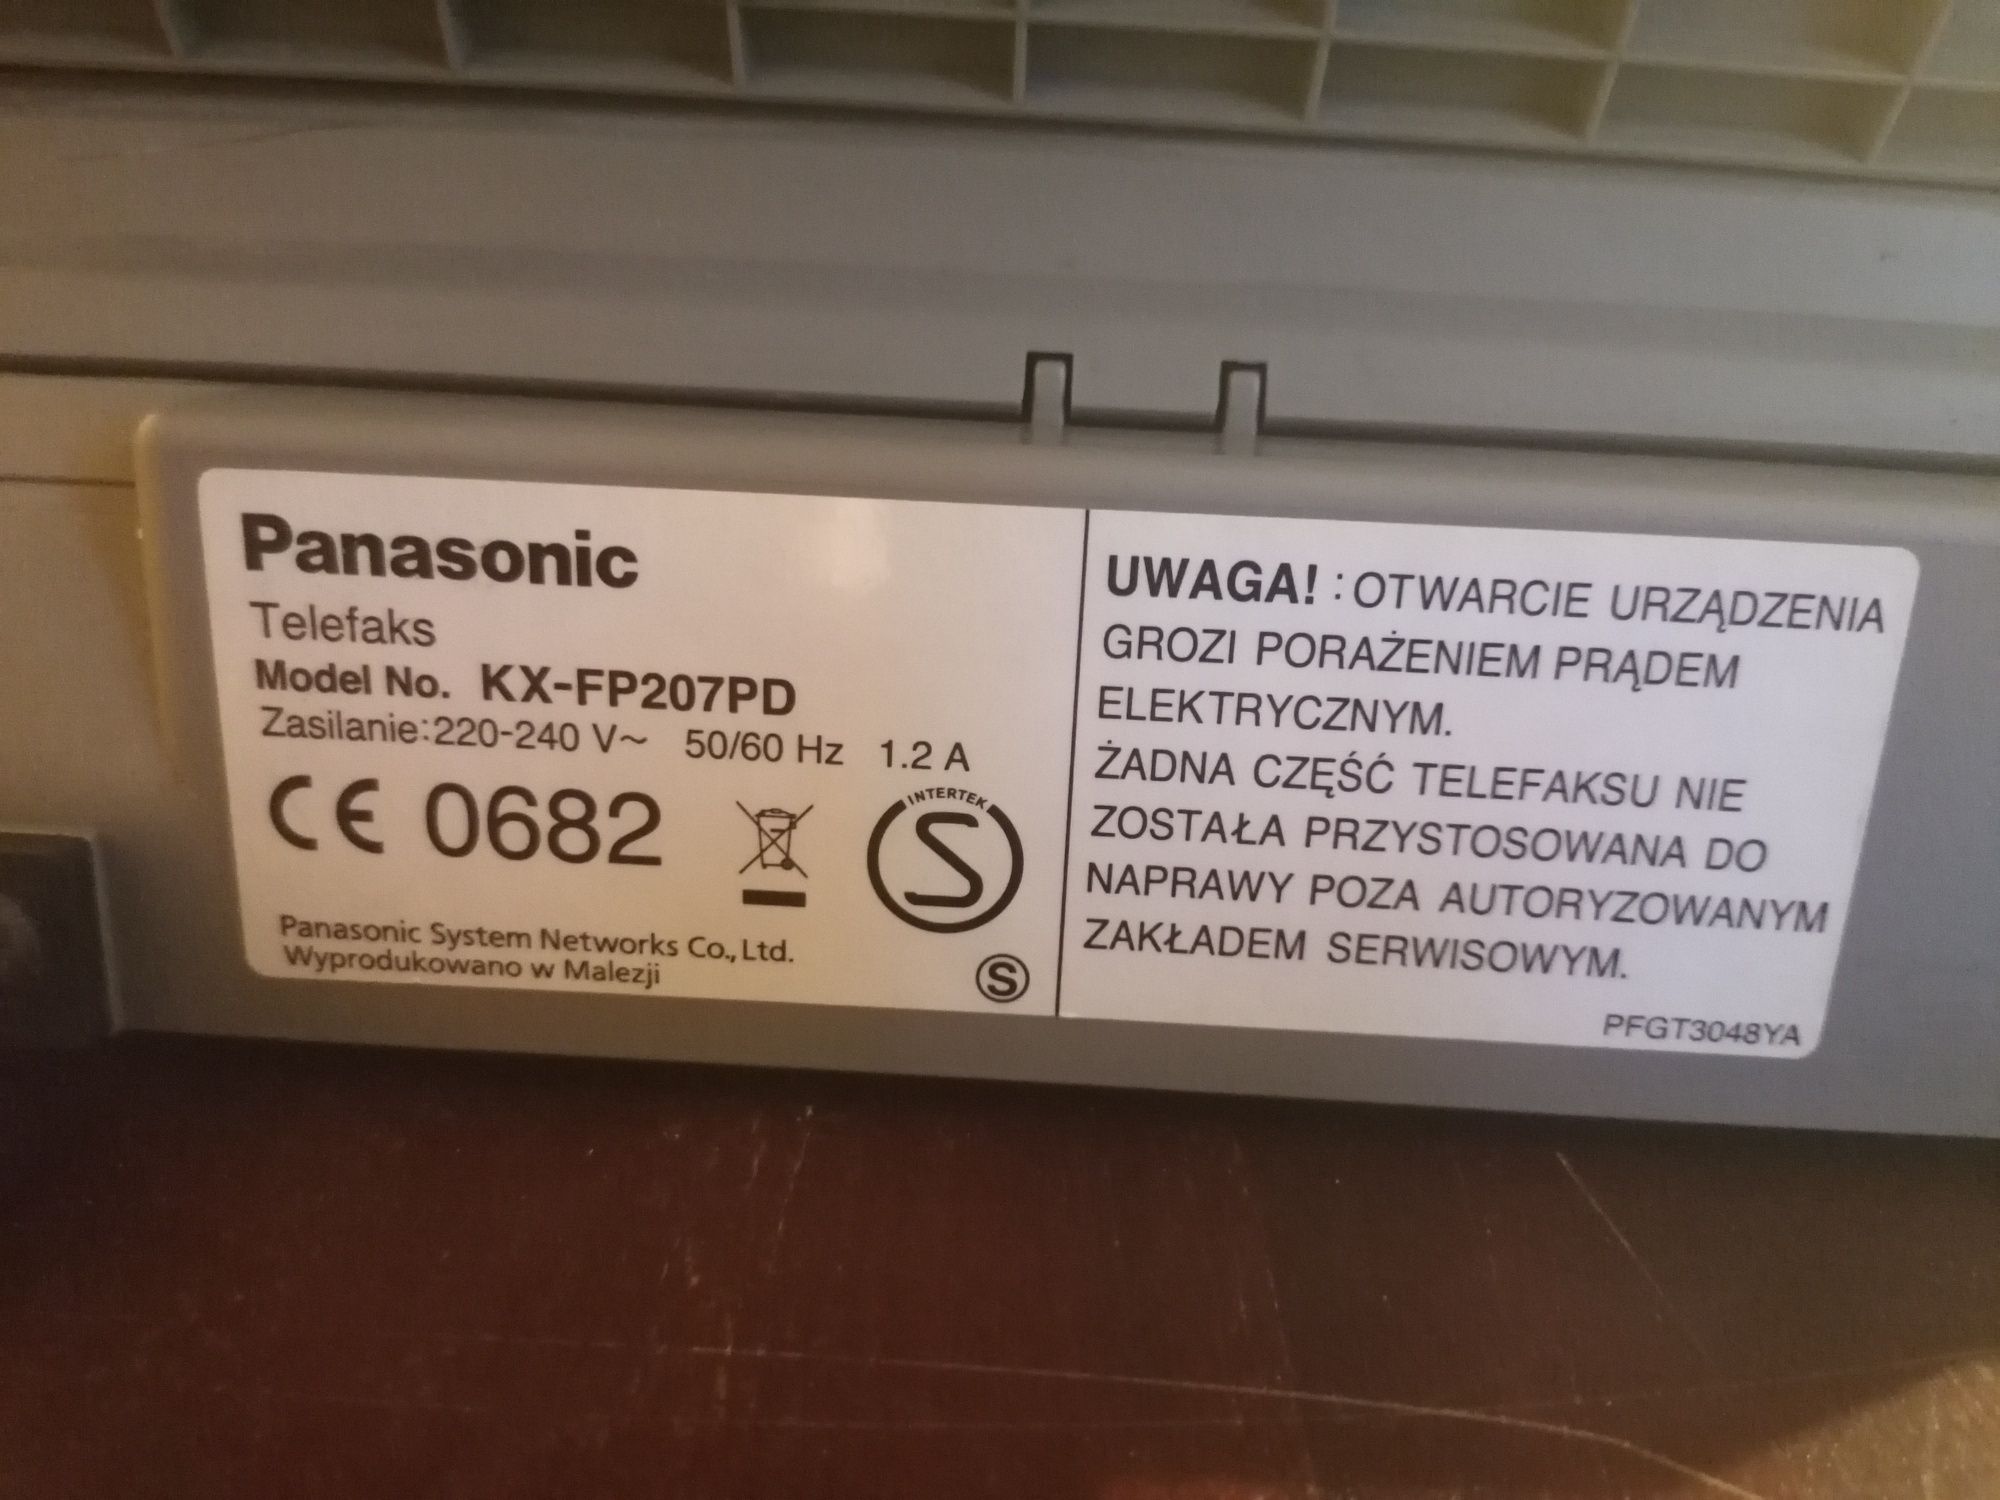 Panasonic
Telefaks
Model No. KX-FP207PD
Zasilanie:220-240 V~ 50/60 Hz 1.2 A
CE 0682
INTERTEK
S
Panasonic System Networks Co., Ltd.
Wyprodukowano w Malezji
S
UWAGA! : OTWARCIE URZĄDZENIA
GROZI PORAŻENIEM PRĄDEM
ELEKTRYCZNYM.
ŻADNA CZĘŚĆ TELEFAKSU NIE
ZOSTAŁA PRZYSTOSOWANA DO
NAPRAWY POZA AUTORYZOWANYM
ZAKŁADEM SERWISOWYM.
PFGT3048YA